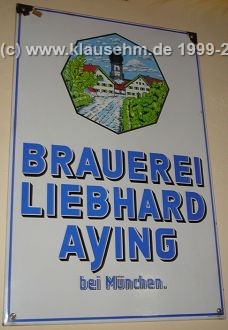 (c) www.klausehm.de 1999-2
BRAUEREI
LIEBHARD
AYING
bei München.